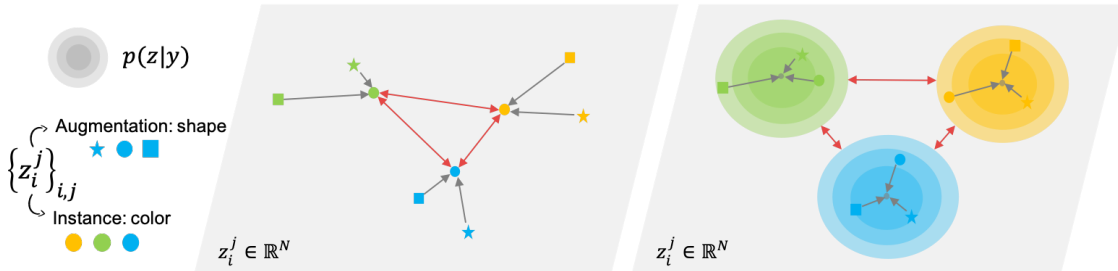 p(z|y)
Augmentation: shape
{z_i^j}_{i,j}
Instance: color
z_i^j ∈ ℝ^N
z_i^j ∈ ℝ^N